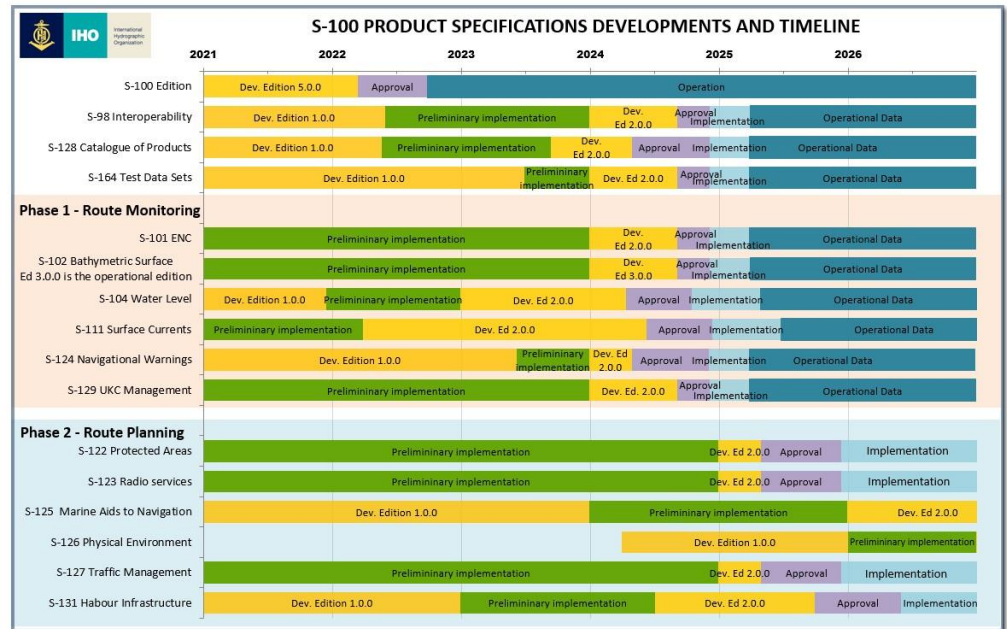 IHO
International
Hydrographic
Organization
S-100 PRODUCT SPECIFICATIONS DEVELOPMENTS AND TIMELINE
2021 2022 2023 2024 2025 2026
S-100 Edition Dev. Edition 5.0.0 Approval Operation
S-98 Interoperability Dev. Edition 1.0.0 Prelimininary implementation Dev. Ed 2.0.0 Approval Implementation Operational Data
S-128 Catalogue of Products Dev. Edition 1.0.0 Prelimininary implementation Dev. Ed 2.0.0 Approval Implementation Operational Data
S-164 Test Data Sets Dev. Edition 1.0.0 Prelimininary implementation Dev. Ed 2.0.0 Approval Implementation Operational Data
Phase 1 - Route Monitoring
S-101 ENC Prelimininary implementation Dev. Ed 2.0.0 Approval Implementation Operational Data
S-102 Bathymetric Surface
Ed 3.0.0 is the operational edition Prelimininary implementation Dev. Ed 3.0.0 Approval Implementation Operational Data
S-104 Water Level Dev. Edition 1.0.0 Prelimininary implementation Dev. Ed 2.0.0 Approval Implementation Operational Data
S-111 Surface Currents Prelimininary implementation Dev. Ed 2.0.0 Approval Implementation Operational Data
S-124 Navigational Warnings Dev. Edition 1.0.0 Prelimininary implementation Dev. Ed 2.0.0 Approval Implementation Operational Data
S-129 UKC Management Prelimininary implementation Dev. Ed. 2.0.0 Approval Implementation Operational Data
Phase 2 - Route Planning
S-122 Protected Areas Prelimininary implementation Dev. Ed 2.0.0 Approval Implementation
S-123 Radio services Prelimininary implementation Dev. Ed 2.0.0 Approval Implementation
S-125 Marine Aids to Navigation Dev. Edition 1.0.0 Prelimininary implementation Dev. Ed 2.0.0
S-126 Physical Environment Dev. Edition 1.0.0 Prelimininary implementation
S-127 Traffic Management Prelimininary implementation Dev. Ed 2.0.0 Approval Implementation
S-131 Habour Infrastructure Dev. Edition 1.0.0 Prelimininary implementation Dev. Ed 2.0.0 Approval Implementation